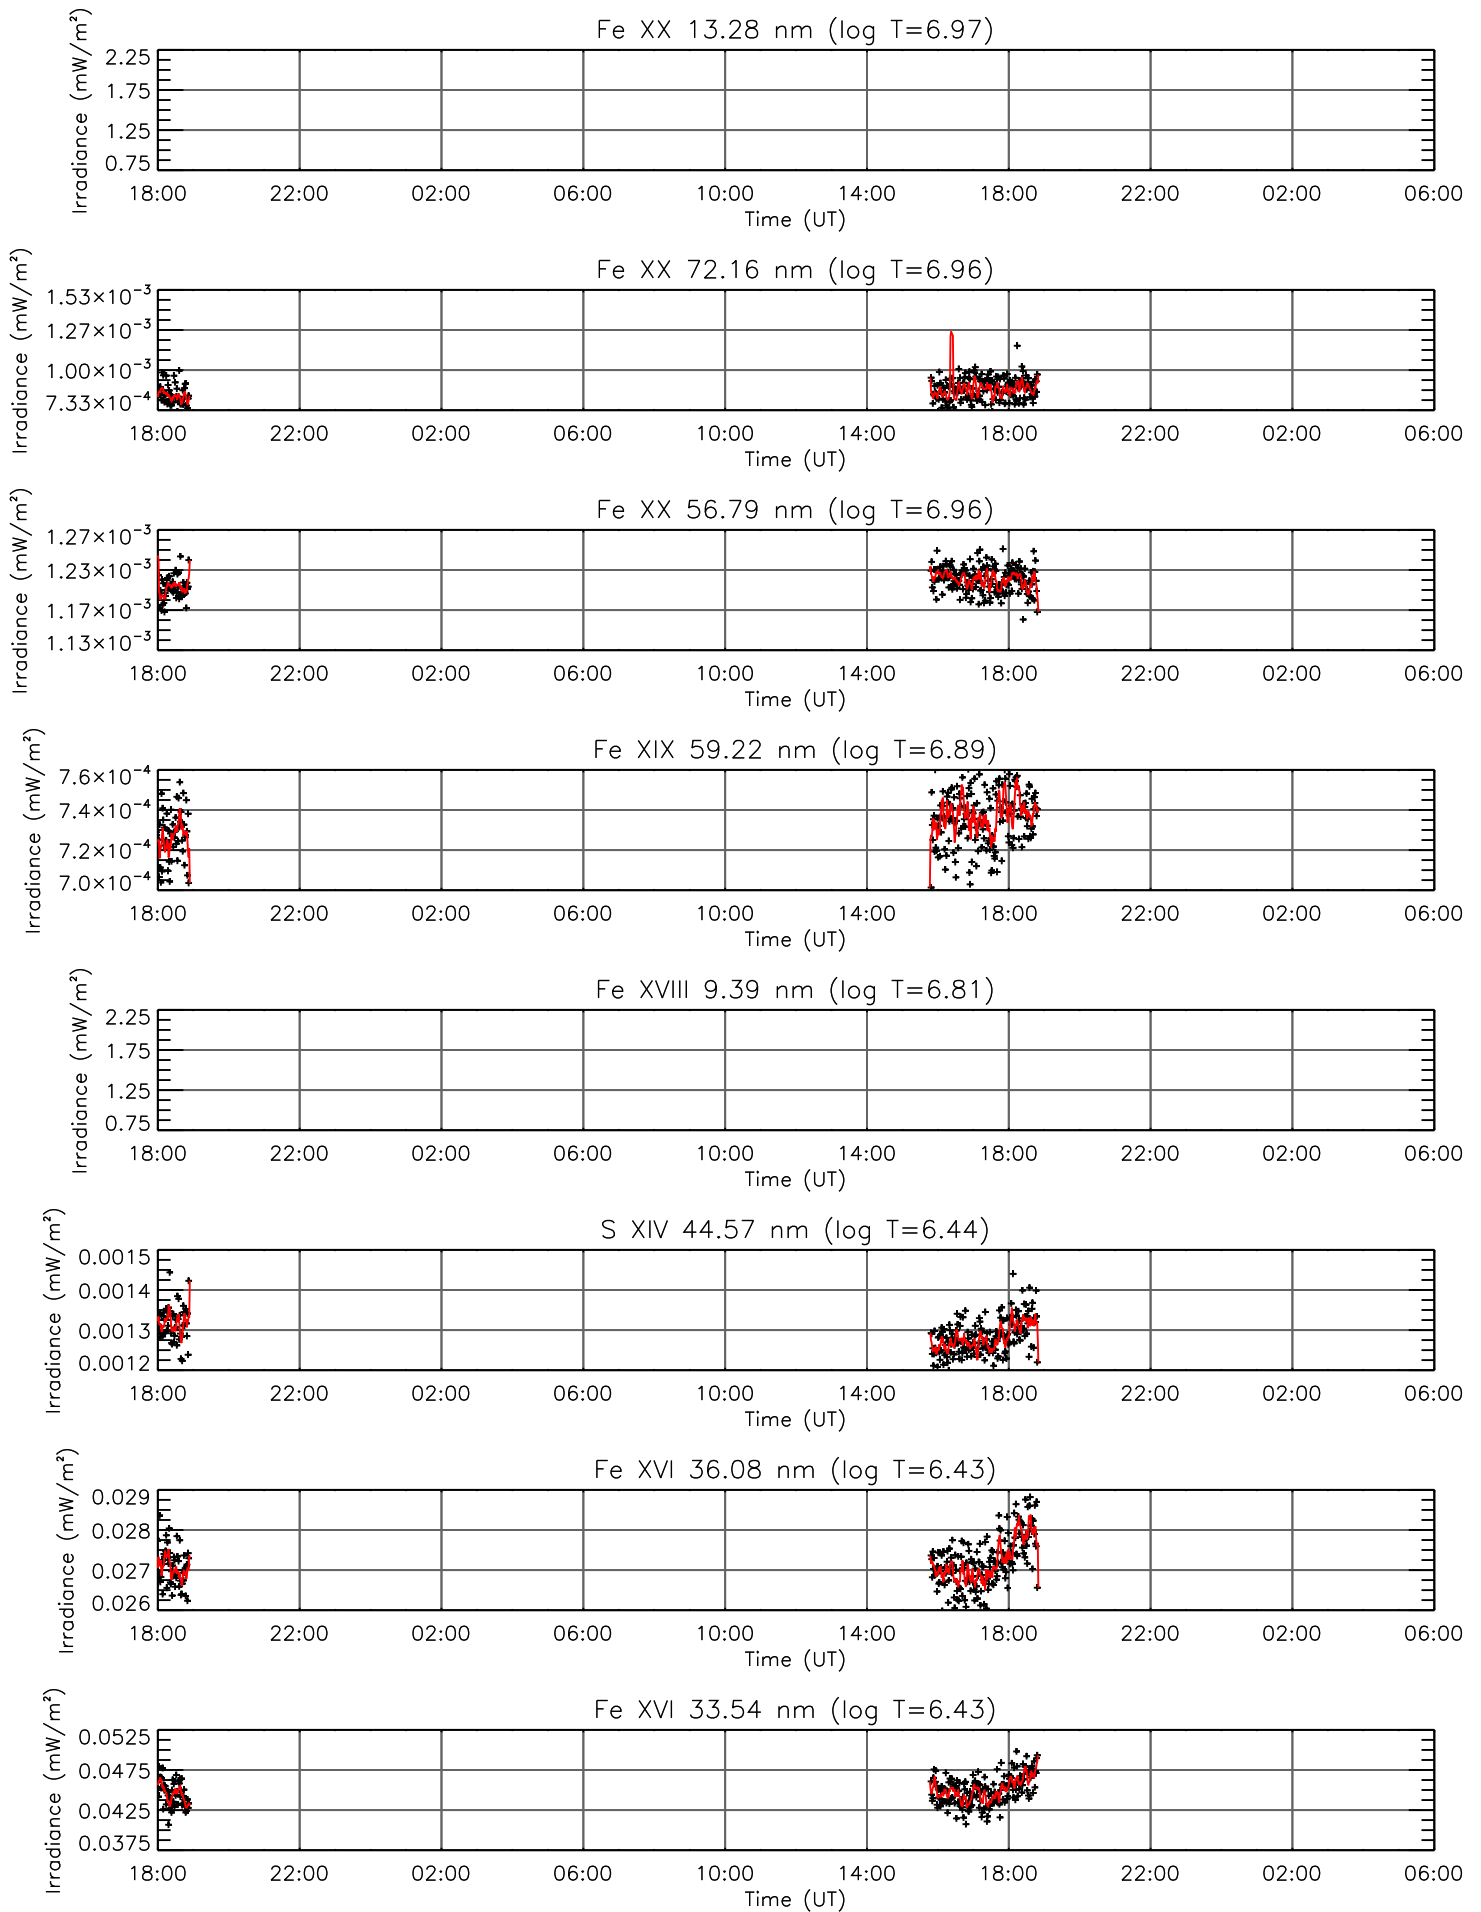 Fe XX 13.28 nm (log T=6.97)
Irradiance (mW/m²)
2.25
1.75
1.25
0.75
18:00 22:00 02:00 06:00 10:00 14:00 18:00 22:00 02:00 06:00
Time (UT)
Fe XX 72.16 nm (log T=6.96)
Irradiance (mW/m²)
1.53×10⁻³
1.27×10⁻³
1.00×10⁻³
7.33×10⁻⁴
18:00 22:00 02:00 06:00 10:00 14:00 18:00 22:00 02:00 06:00
Time (UT)
Fe XX 56.79 nm (log T=6.96)
Irradiance (mW/m²)
1.27×10⁻³
1.23×10⁻³
1.17×10⁻³
1.13×10⁻³
18:00 22:00 02:00 06:00 10:00 14:00 18:00 22:00 02:00 06:00
Time (UT)
Fe XIX 59.22 nm (log T=6.89)
Irradiance (mW/m²)
7.6×10⁻⁴
7.4×10⁻⁴
7.2×10⁻⁴
7.0×10⁻⁴
18:00 22:00 02:00 06:00 10:00 14:00 18:00 22:00 02:00 06:00
Time (UT)
Fe XVIII 9.39 nm (log T=6.81)
Irradiance (mW/m²)
2.25
1.75
1.25
0.75
18:00 22:00 02:00 06:00 10:00 14:00 18:00 22:00 02:00 06:00
Time (UT)
S XIV 44.57 nm (log T=6.44)
Irradiance (mW/m²)
0.0015
0.0014
0.0013
0.0012
18:00 22:00 02:00 06:00 10:00 14:00 18:00 22:00 02:00 06:00
Time (UT)
Fe XVI 36.08 nm (log T=6.43)
Irradiance (mW/m²)
0.029
0.028
0.027
0.026
18:00 22:00 02:00 06:00 10:00 14:00 18:00 22:00 02:00 06:00
Time (UT)
Fe XVI 33.54 nm (log T=6.43)
Irradiance (mW/m²)
0.0525
0.0475
0.0425
0.0375
18:00 22:00 02:00 06:00 10:00 14:00 18:00 22:00 02:00 06:00
Time (UT)